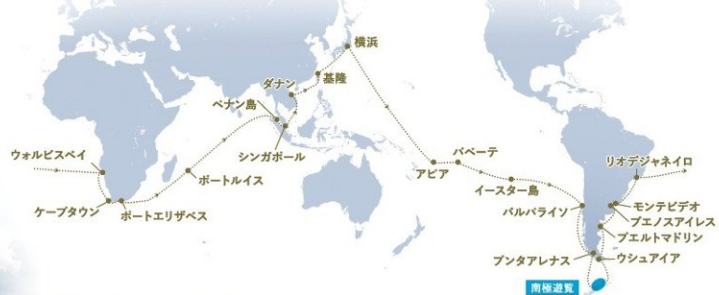 横浜
基隆
ダナン
ペナン島
シンガポール
ウォルビスベイ
ポートルイス
ケープタウン
ポートエリザベス
アピア
パペーテ
イースター島
バルパライソ
リオデジャネイロ
モンテビデオ
ブエノスアイレス
プエルトマドリン
プンタアレナス
ウシュアイア
南極遊覧